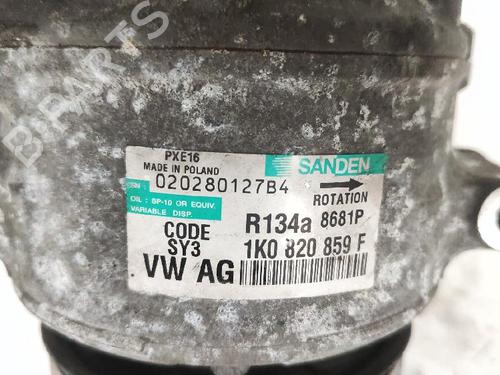 B-PARTS
PXE16
MADE IN POLAND
SANDEN
SN: 020280127B4
ROTATION
OIL : SP-10 OR EQUIV.
VARIABLE DISP.
R134a 8681P
CODE
SY3
1K0 820 859 F
VW AG